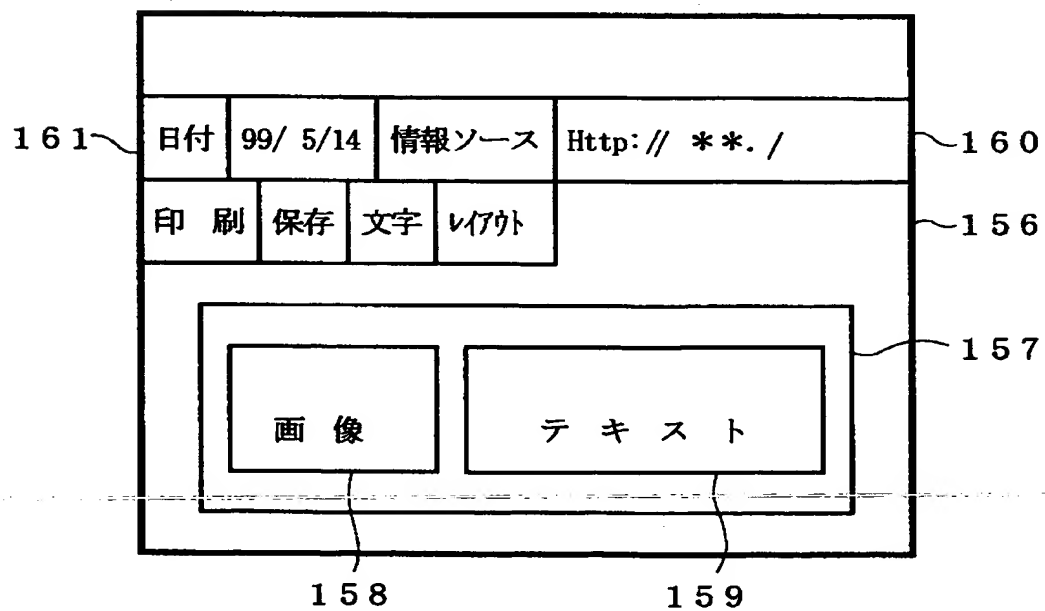 161 日付 99/ 5/14 情報ソース Http:// **. / 160
印 刷 保存 文字 レイアウト 156
157
画 像 テ キ ス ト
158 159